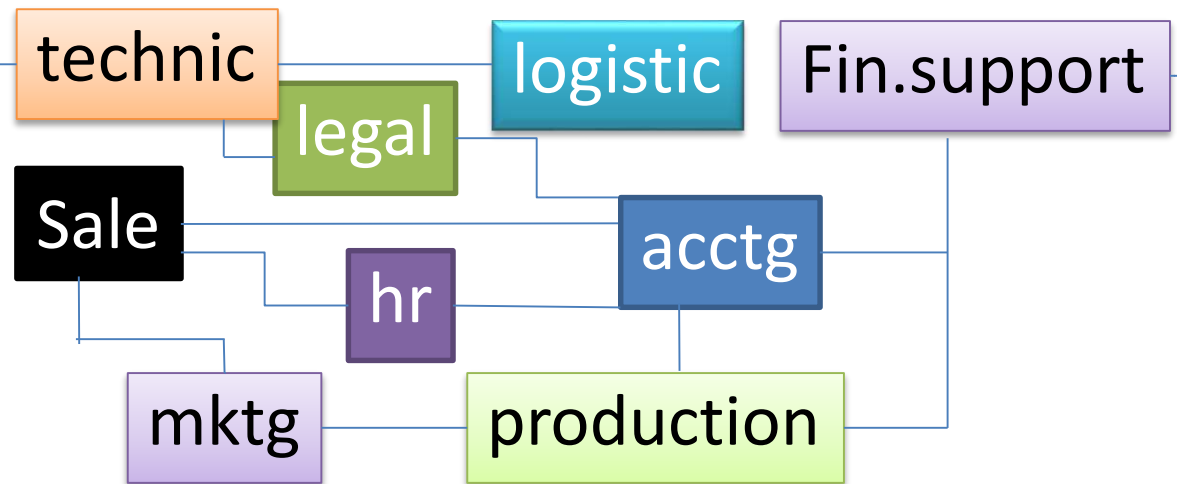 technic
logistic
Fin.support
legal
Sale
acctg
hr
mktg
production